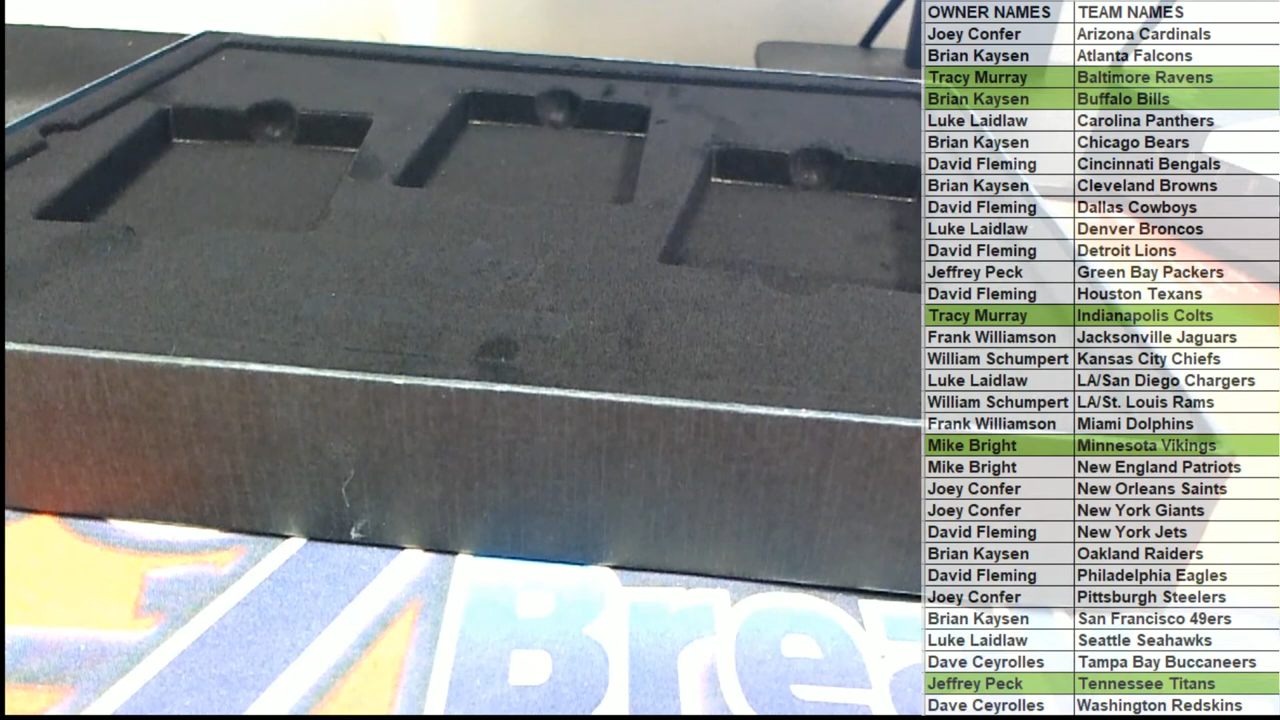 OWNER NAMES TEAM NAMES
Joey Confer Arizona Cardinals
Brian Kaysen Atlanta Falcons
Tracy Murray Baltimore Ravens
Brian Kaysen Buffalo Bills
Luke Laidlaw Carolina Panthers
Brian Kaysen Chicago Bears
David Fleming Cincinnati Bengals
Brian Kaysen Cleveland Browns
David Fleming Dallas Cowboys
Luke Laidlaw Denver Broncos
David Fleming Detroit Lions
Jeffrey Peck Green Bay Packers
David Fleming Houston Texans
Tracy Murray Indianapolis Colts
Frank Williamson Jacksonville Jaguars
William Schumpert Kansas City Chiefs
Luke Laidlaw LA/San Diego Chargers
William Schumpert LA/St. Louis Rams
Frank Williamson Miami Dolphins
Mike Bright Minnesota Vikings
Mike Bright New England Patriots
Joey Confer New Orleans Saints
Joey Confer New York Giants
David Fleming New York Jets
Brian Kaysen Oakland Raiders
David Fleming Philadelphia Eagles
Joey Confer Pittsburgh Steelers
Brian Kaysen San Francisco 49ers
Luke Laidlaw Seattle Seahawks
Dave Ceyrolles Tampa Bay Buccaneers
Jeffrey Peck Tennessee Titans
Dave Ceyrolles Washington Redskins
Brea